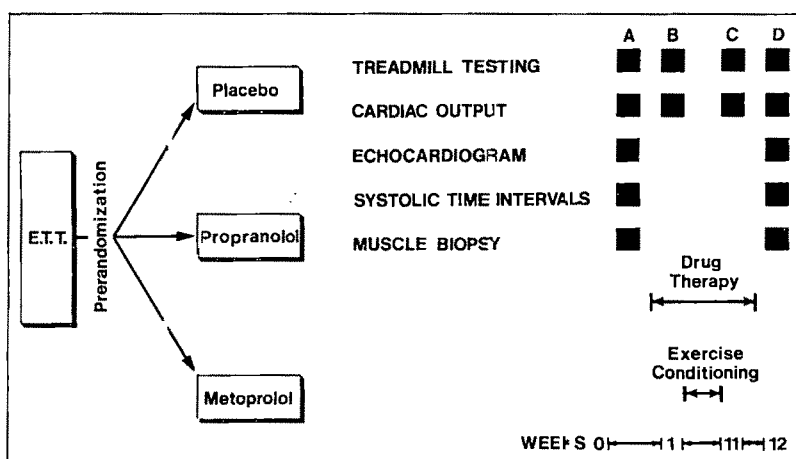 E.T.T.
Prerandomization
Placebo
Propranolol
Metoprolol
A B C D
TREADMILL TESTING
CARDIAC OUTPUT
ECHOCARDIOGRAM
SYSTOLIC TIME INTERVALS
MUSCLE BIOPSY
Drug
Therapy
Exercise
Conditioning
WEEKS 0 1 11 12